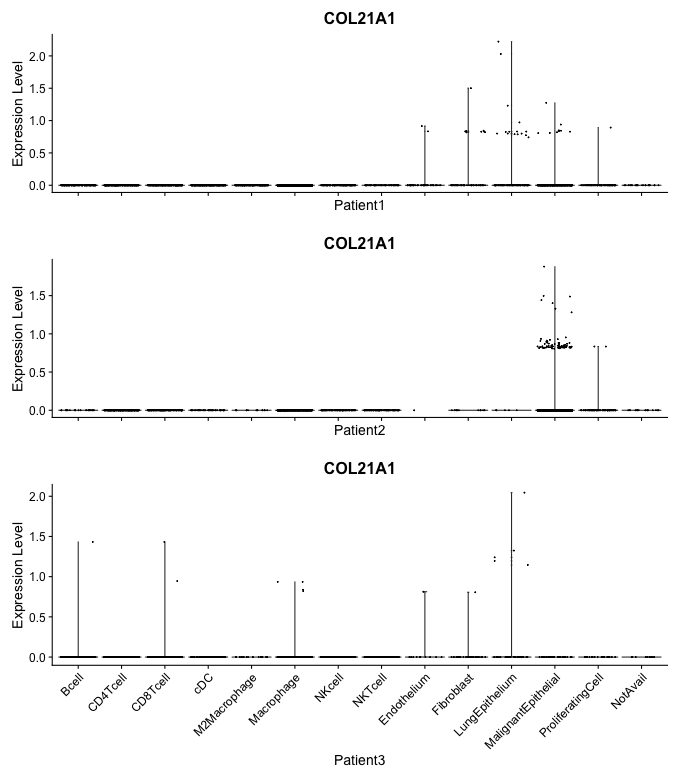 COL21A1
Expression Level
2.0
1.5
1.0
0.5
0.0
Patient1
COL21A1
Expression Level
1.5
1.0
0.5
0.0
Patient2
COL21A1
Expression Level
2.0
1.5
1.0
0.5
0.0
Bcell
CD4Tcell
CD8Tcell
cDC
M2Macrophage
Macrophage
NKcell
NKTcell
Endothelium
Fibroblast
LungEpithelium
MalignantEpithelial
ProliferatingCell
NotAvail
Patient3